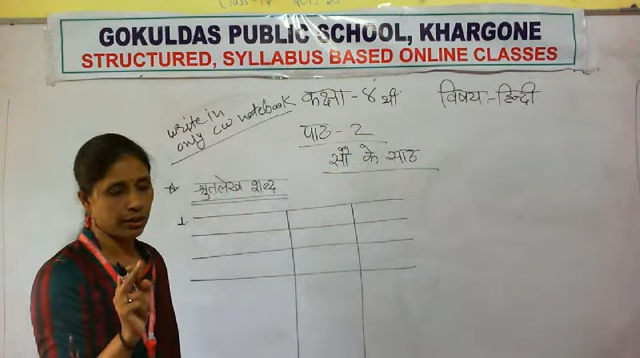 GOKULDAS PUBLIC SCHOOL, KHARGONE
STRUCTURED, SYLLABUS BASED ONLINE CLASSES
write in
only cw notebook
कक्षा - ४ थी
विषय:- हिन्दी
पाठ - 2
सौ के साठ
☆ श्रुतलेख शब्द
1.